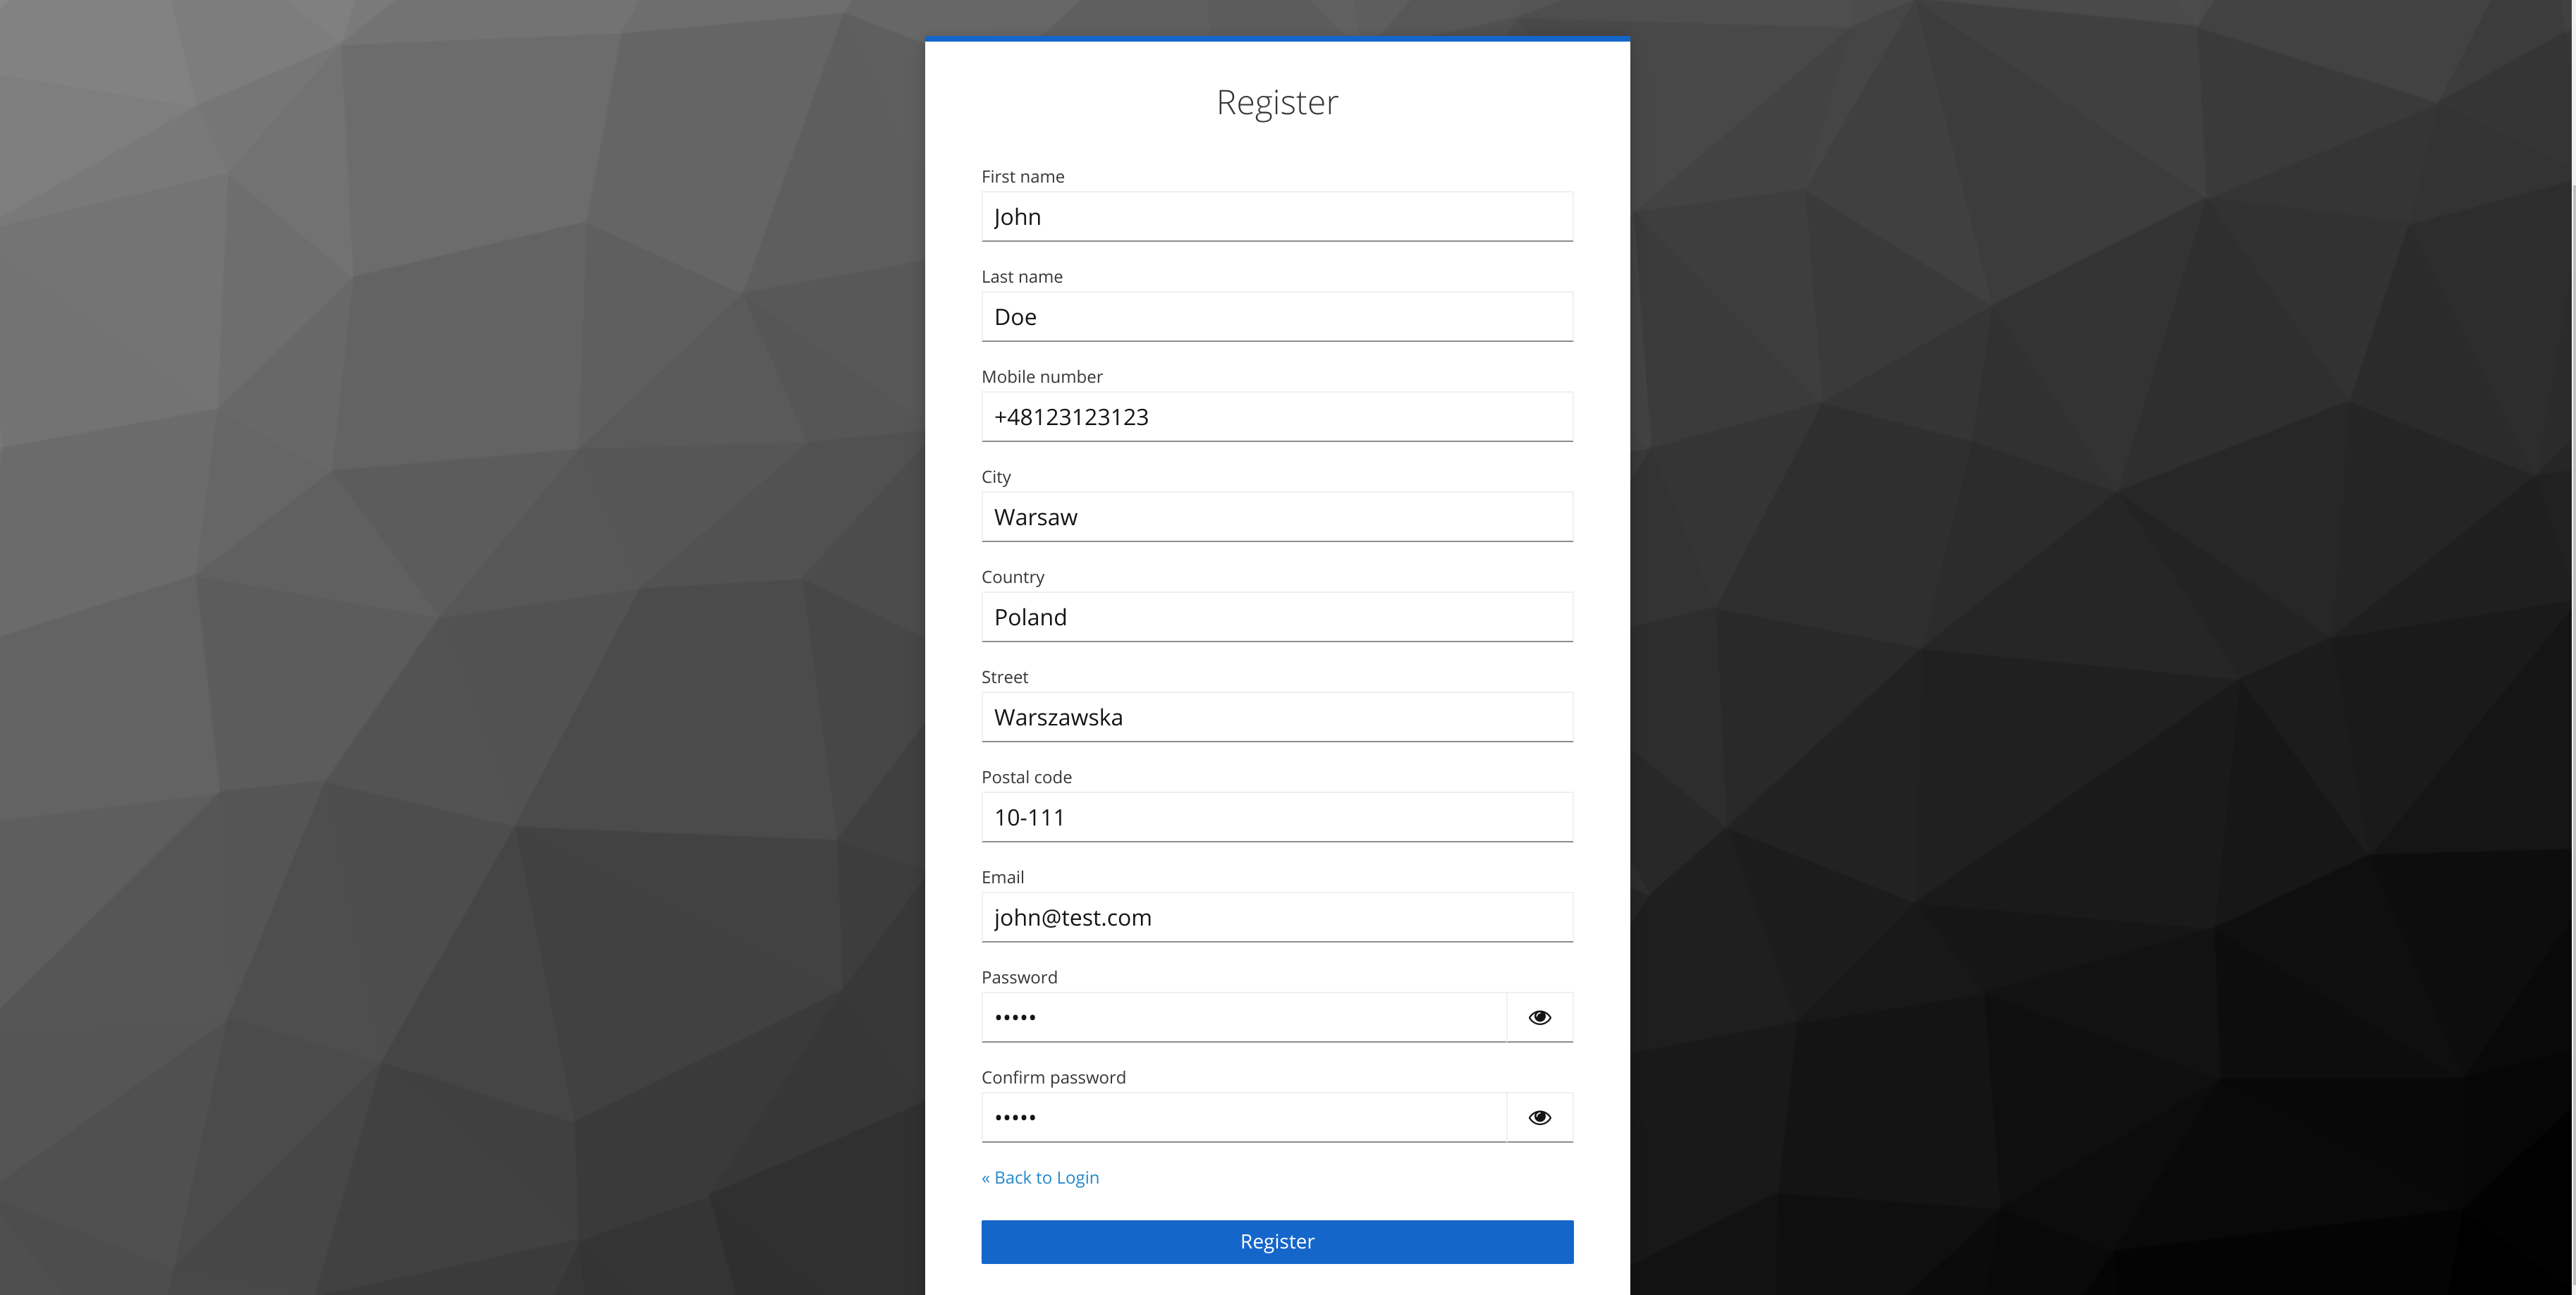 Register
First name
John
Last name
Doe
Mobile number
+48123123123
City
Warsaw
Country
Poland
Street
Warszawska
Postal code
10-111
Email
john@test.com
Password
•••••
Confirm password
•••••
« Back to Login
Register